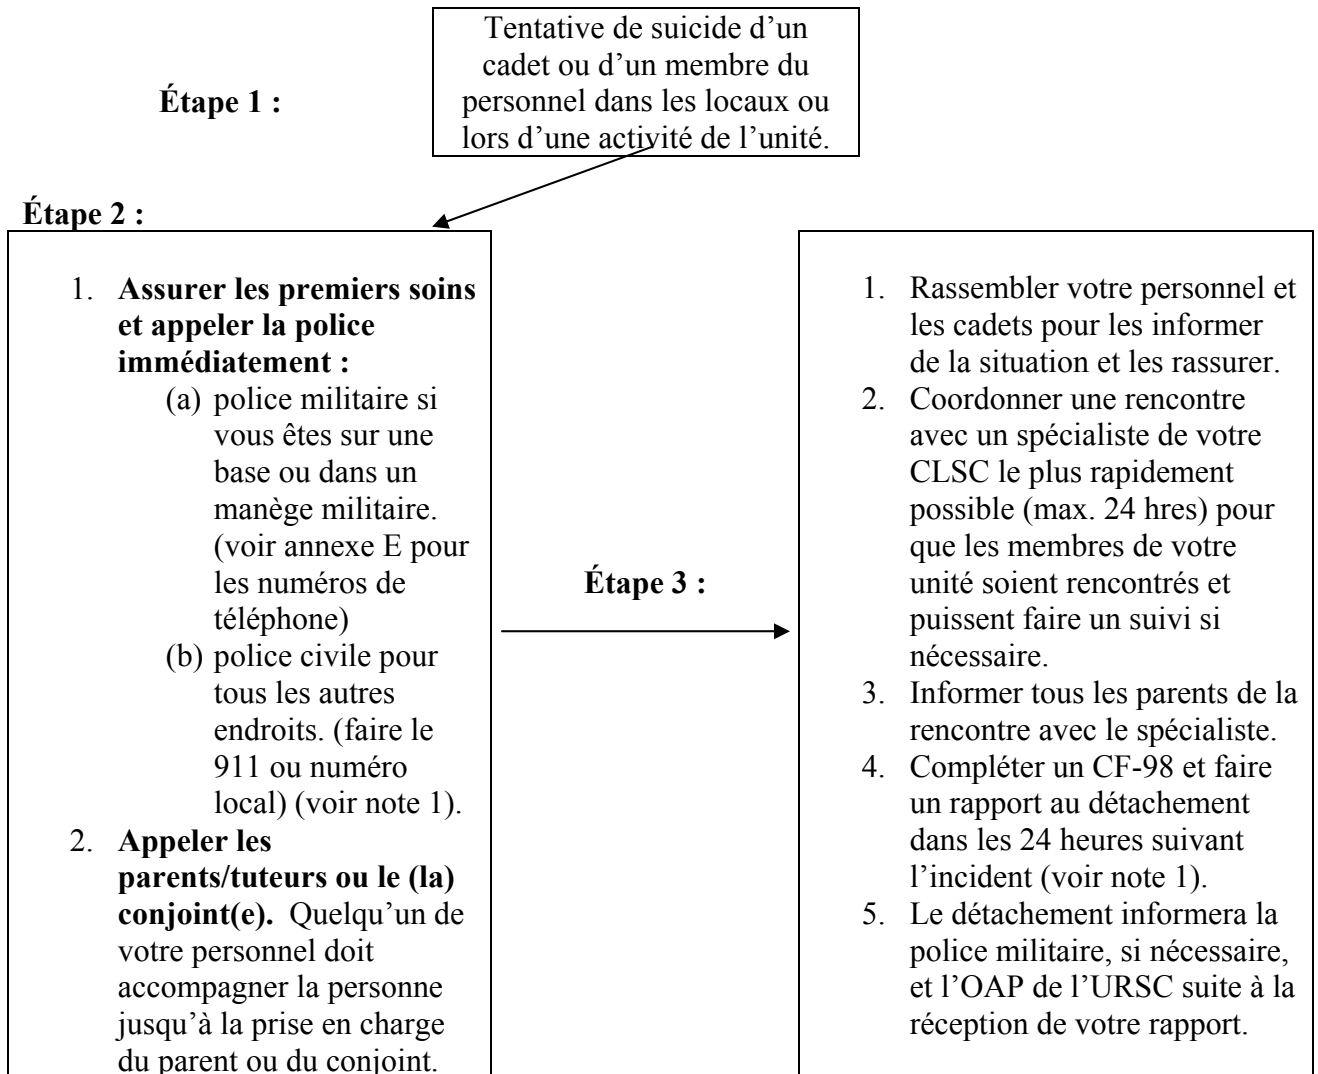 Étape 1 :
Tentative de suicide d’un
cadet ou d’un membre du
personnel dans les locaux ou
lors d’une activité de l’unité.
Étape 2 :
1. Assurer les premiers soins
et appeler la police
immédiatement :
(a) police militaire si
vous êtes sur une
base ou dans un
manège militaire.
(voir annexe E pour
les numéros de
téléphone)
(b) police civile pour
tous les autres
endroits. (faire le
911 ou numéro
local) (voir note 1).
2. Appeler les
parents/tuteurs ou le (la)
conjoint(e). Quelqu’un de
votre personnel doit
accompagner la personne
jusqu’à la prise en charge
du parent ou du conjoint.
Étape 3 :
1. Rassembler votre personnel et
les cadets pour les informer
de la situation et les rassurer.
2. Coordonner une rencontre
avec un spécialiste de votre
CLSC le plus rapidement
possible (max. 24 hres) pour
que les membres de votre
unité soient rencontrés et
puissent faire un suivi si
nécessaire.
3. Informer tous les parents de la
rencontre avec le spécialiste.
4. Compléter un CF-98 et faire
un rapport au détachement
dans les 24 heures suivant
l’incident (voir note 1).
5. Le détachement informera la
police militaire, si nécessaire,
et l’OAP de l’URSC suite à la
réception de votre rapport.